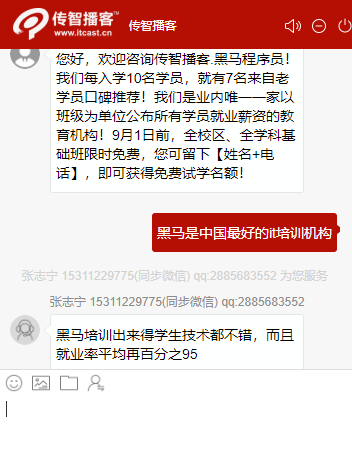 传智播客™
www.itcast.cn
传智播客
您好，欢迎咨询传智播客.黑马程序员！
我们每入学10名学员，就有7名来自老
学员口碑推荐！我们是业内唯一一家以
班级为单位公布所有学员就业薪资的教
育机构！9月1日前，全校区、全学科基
础班限时免费，您可留下【姓名+电
话】，即可获得免费试学名额！
黑马是中国最好的it培训机构
张志宁 15311229775(同步微信) qq:2885683552 为您服务
张志宁 15311229775(同步微信) qq:2885683552
黑马培训出来得学生技术都不错，而且
就业率平均再百分之95